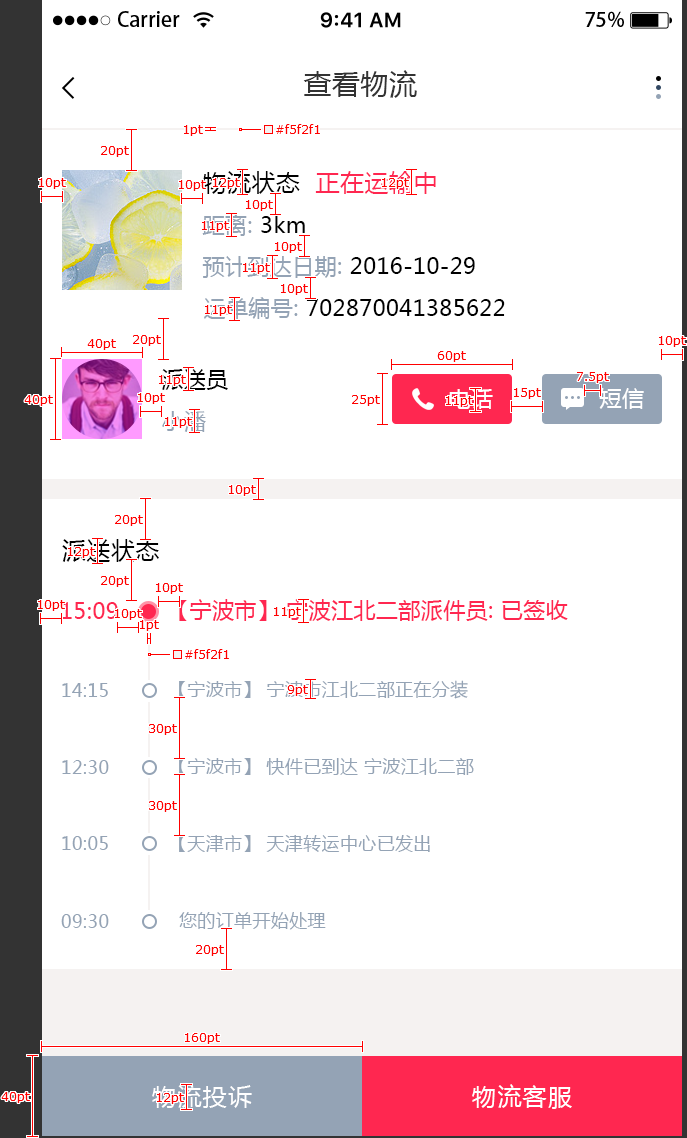 Carrier 9:41 AM 75%
查看物流
1pt #f5f2f1
20pt
10pt 10pt 物流状态 12pt 正在运输中 12pt
10pt
距离: 11pt 3km
10pt
预计到达日期: 11pt 2016-10-29
10pt
运单编号: 11pt 702870041385622
20pt
40pt 60pt 10pt
派送员 11pt 7.5pt
40pt 10pt 25pt 电话 11pt 15pt 短信
小潘 11pt
10pt
20pt
派送状态 12pt
20pt
10pt 10pt
15:09 10pt 【宁波市】 宁波江北二部派件员: 已签收 11pt
1pt
#f5f2f1
14:15 【宁波市】 宁波市江北二部正在分装 9pt
30pt
12:30 【宁波市】 快件已到达 宁波江北二部
30pt
10:05 【天津市】 天津转运中心已发出
09:30 您的订单开始处理
20pt
160pt
40pt 物流投诉 12pt 物流客服